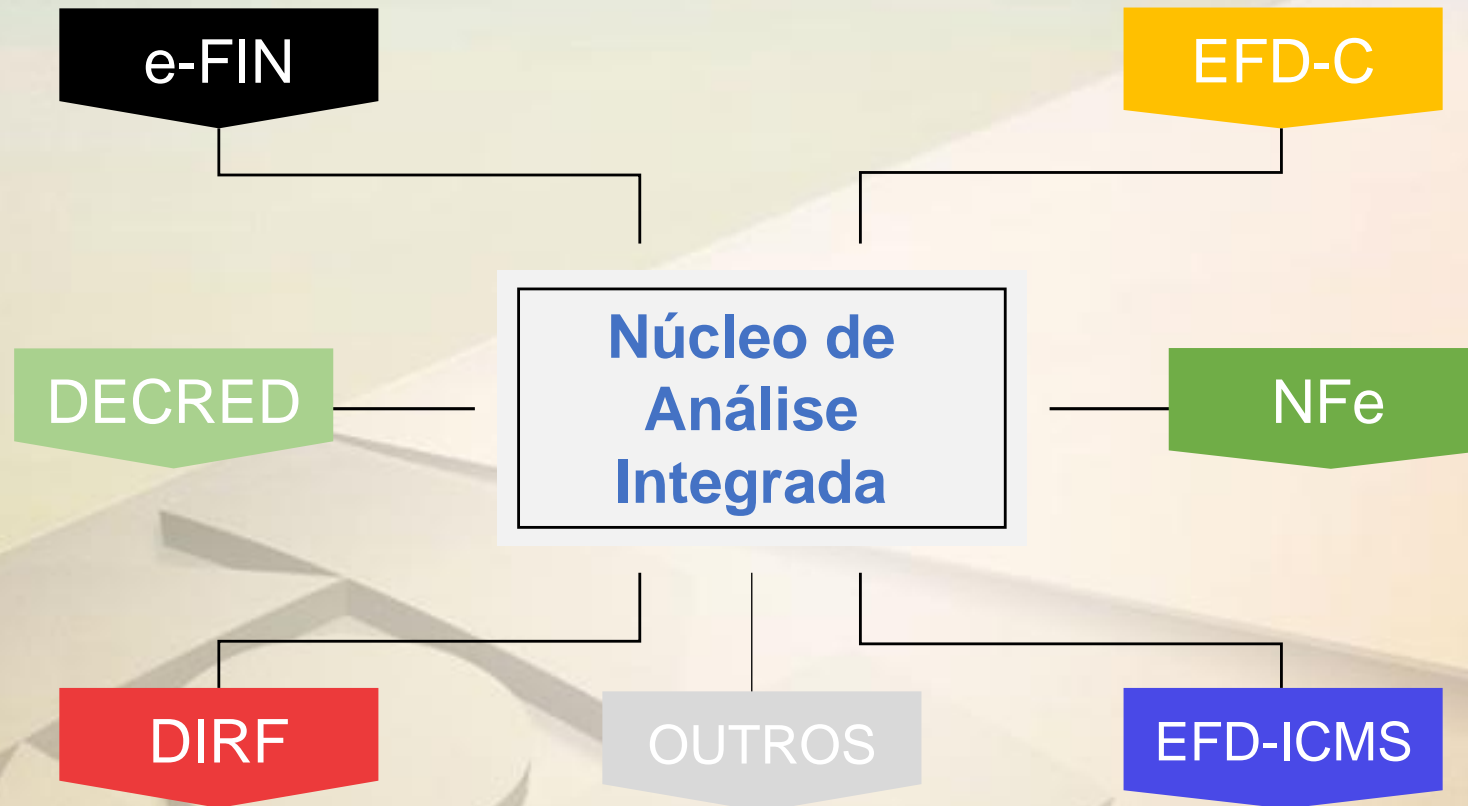 e-FIN
EFD-C
Núcleo de
Análise
Integrada
DECRED
NFe
DIRF
OUTROS
EFD-ICMS